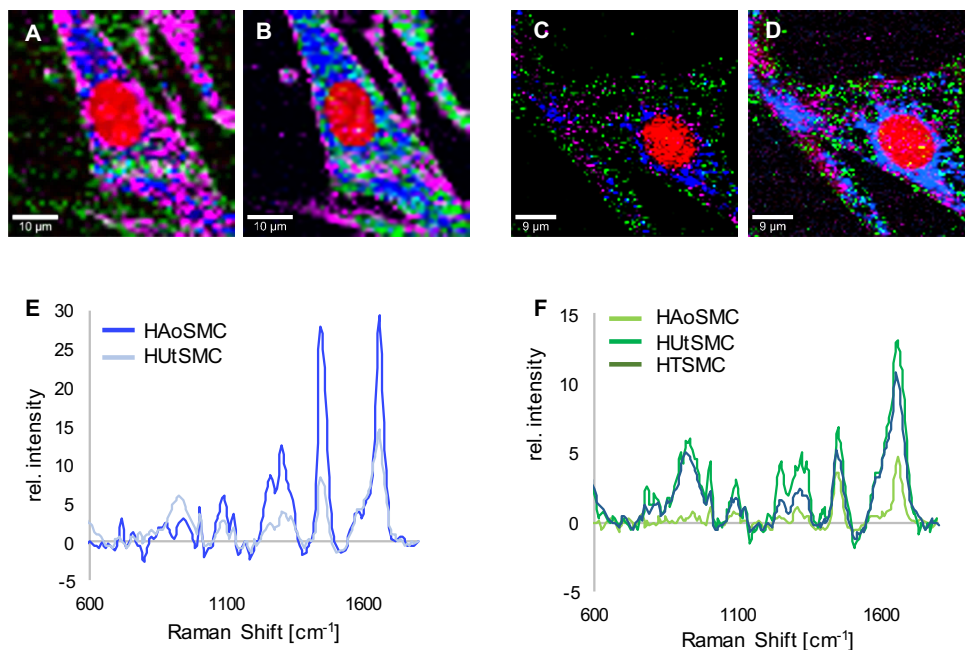 A
B
C
D
10 µm
10 µm
9 µm
9 µm
E
30
25
20
15
10
5
0
-5
HAoSMC
HUtSMC
rel. intensity
600
1100
1600
Raman Shift [cm⁻¹]
F
15
10
5
0
-5
HAoSMC
HUtSMC
HTSMC
rel. intensity
600
1100
1600
Raman Shift [cm⁻¹]